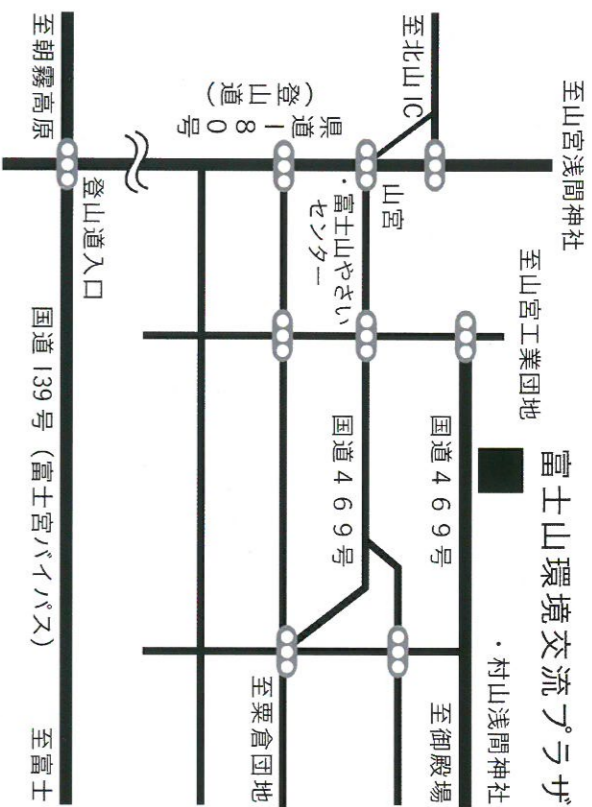 至山宮浅間神社
至山宮工業団地
富士山環境交流プラザ
・村山浅間神社
至北山IC
国道469号
至御殿場
山宮
・富士山やさい
センター
国道469号
県道180号
(登山道)
至粟倉団地
登山道入口
至朝霧高原
国道139号(富士宮バイパス)
至富士